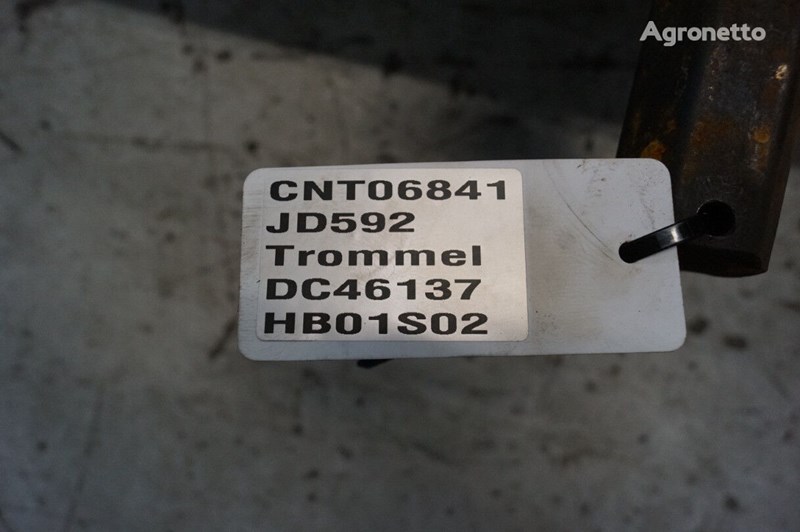 Agronetto
CNT06841
JD592
Trommel
DC46137
HB01S02